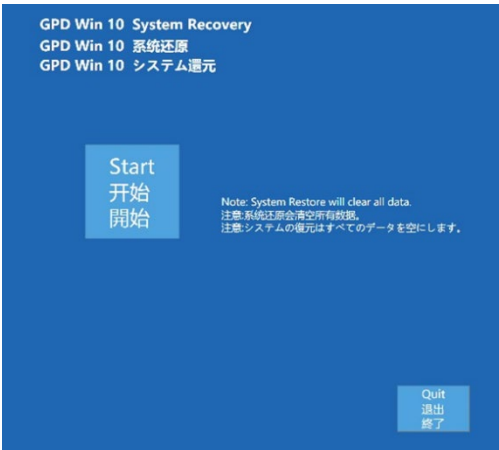 GPD Win 10 System Recovery
GPD Win 10 系统还原
GPD Win 10 システム還元
Start
开始
開始
Note: System Restore will clear all data.
注意:系统还原会清空所有数据。
注意:システムの復元はすべてのデータを空にします。
Quit
退出
終了